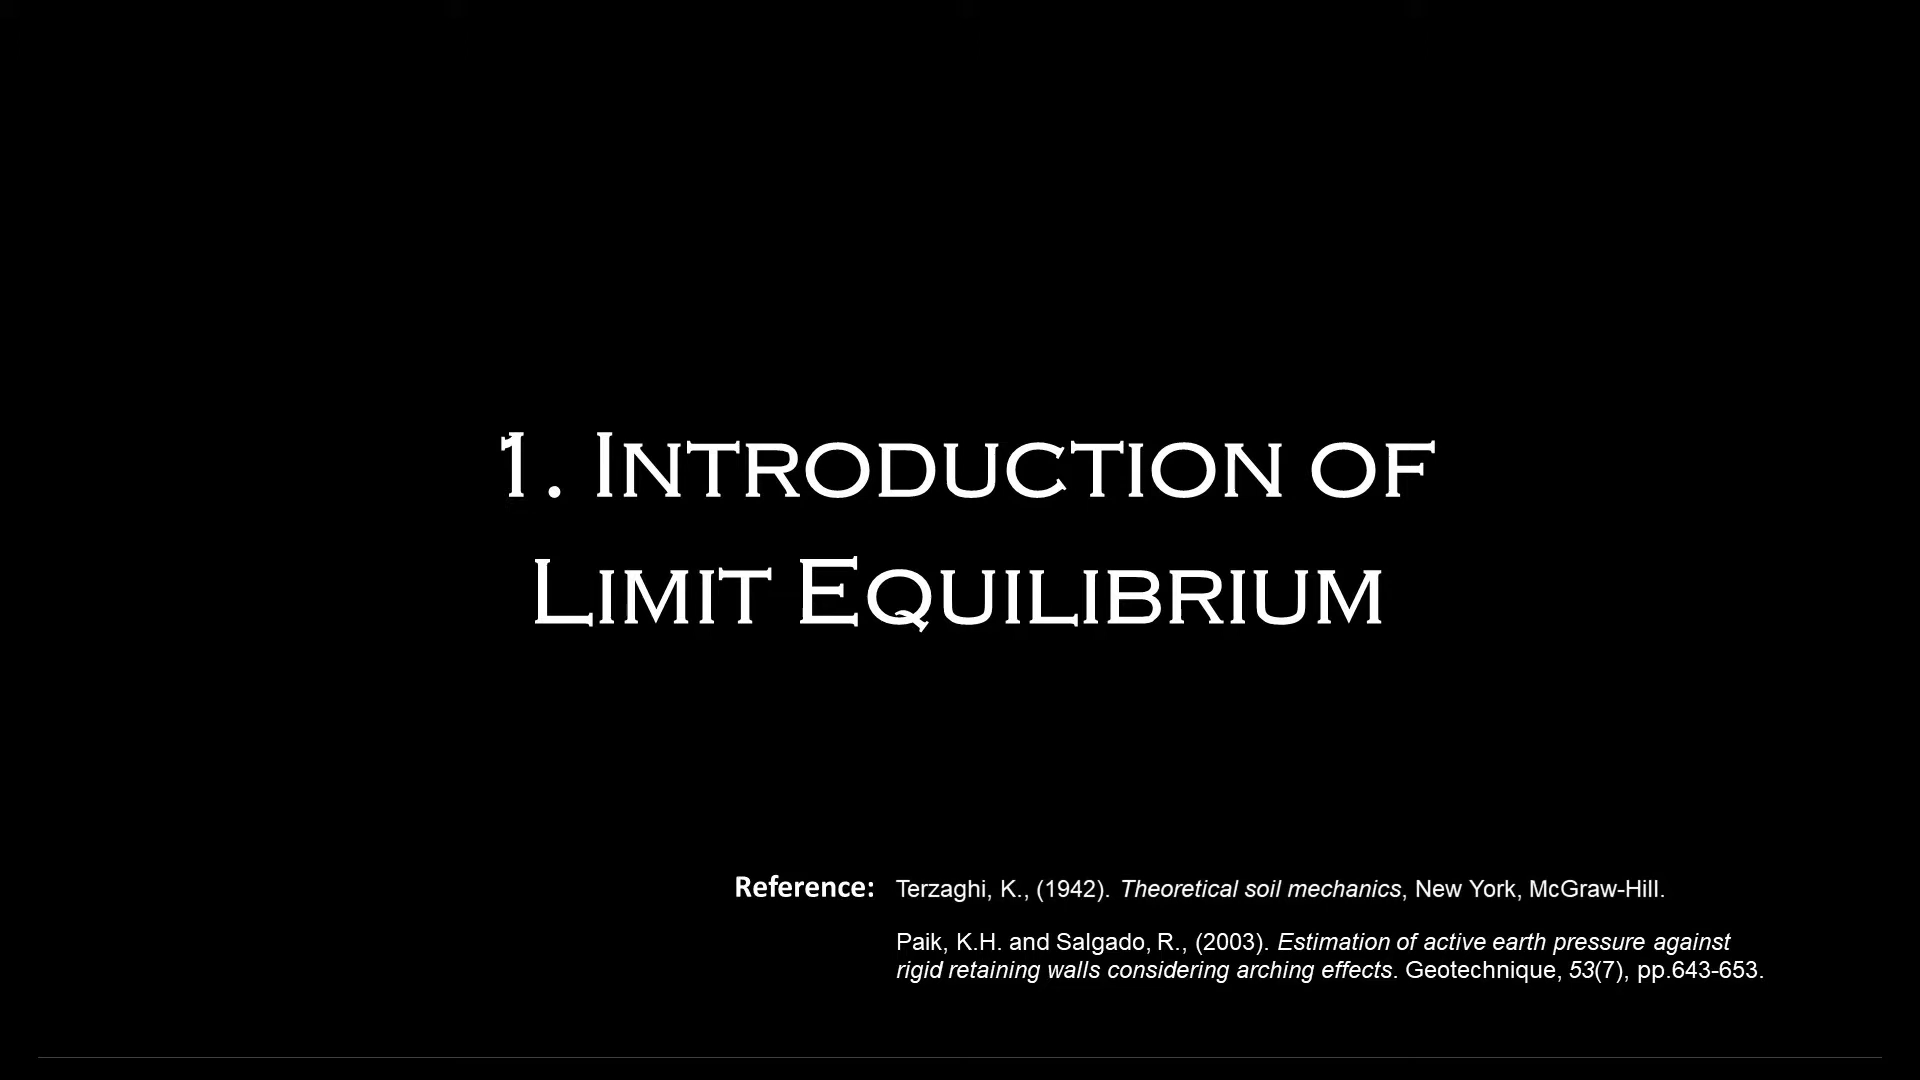 1. Introduction of
Limit Equilibrium
Reference: Terzaghi, K., (1942). Theoretical soil mechanics, New York, McGraw-Hill.
Paik, K.H. and Salgado, R., (2003). Estimation of active earth pressure against
rigid retaining walls considering arching effects. Geotechnique, 53(7), pp.643-653.